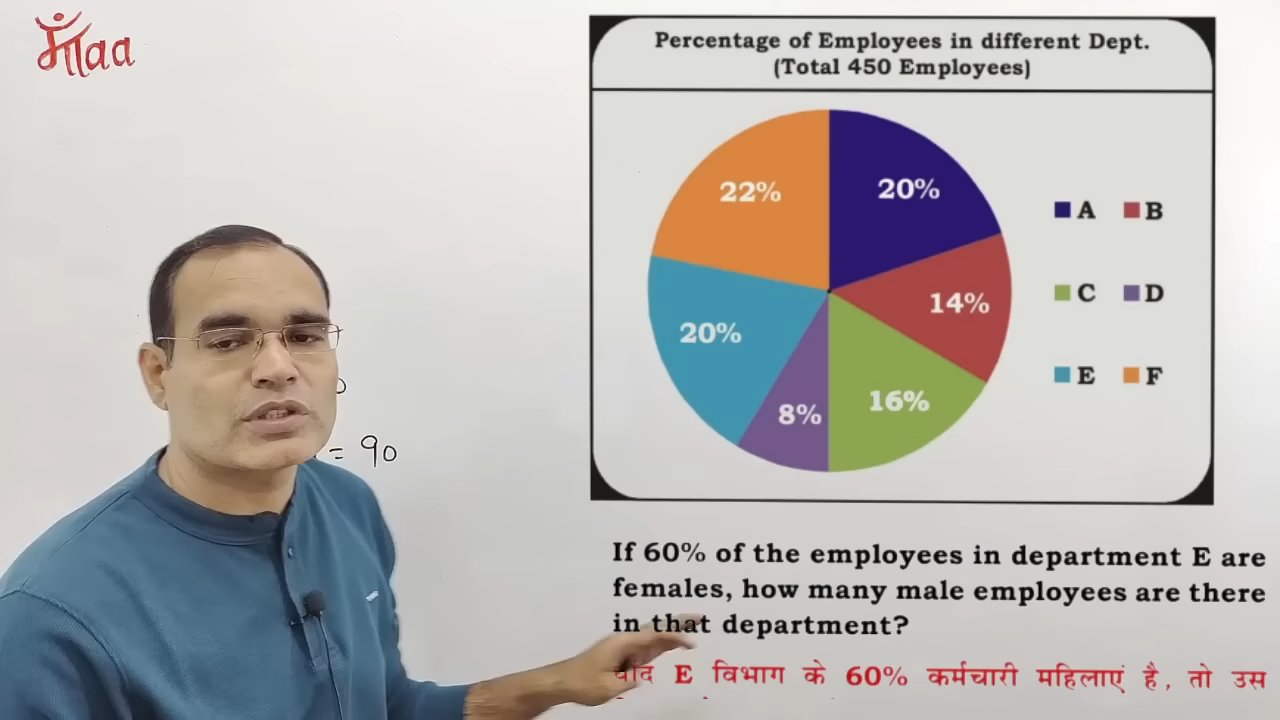 माँaa
Percentage of Employees in different Dept.
(Total 450 Employees)
22%
20%
14%
16%
8%
20%
A B
C D
E F
= 90
If 60% of the employees in department E are
females, how many male employees are there
in that department?
यदि E विभाग के 60% कर्मचारी महिलाएं है, तो उस